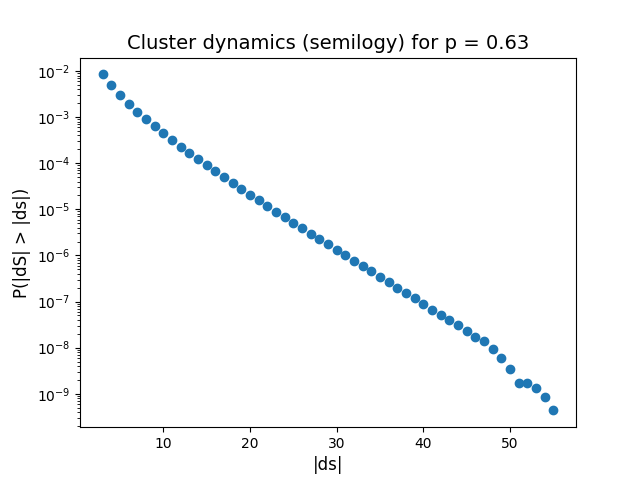 Cluster dynamics (semilogy) for p = 0.63
P(|dS| > |ds|)
10⁻²
10⁻³
10⁻⁴
10⁻⁵
10⁻⁶
10⁻⁷
10⁻⁸
10⁻⁹
10 20 30 40 50
|ds|